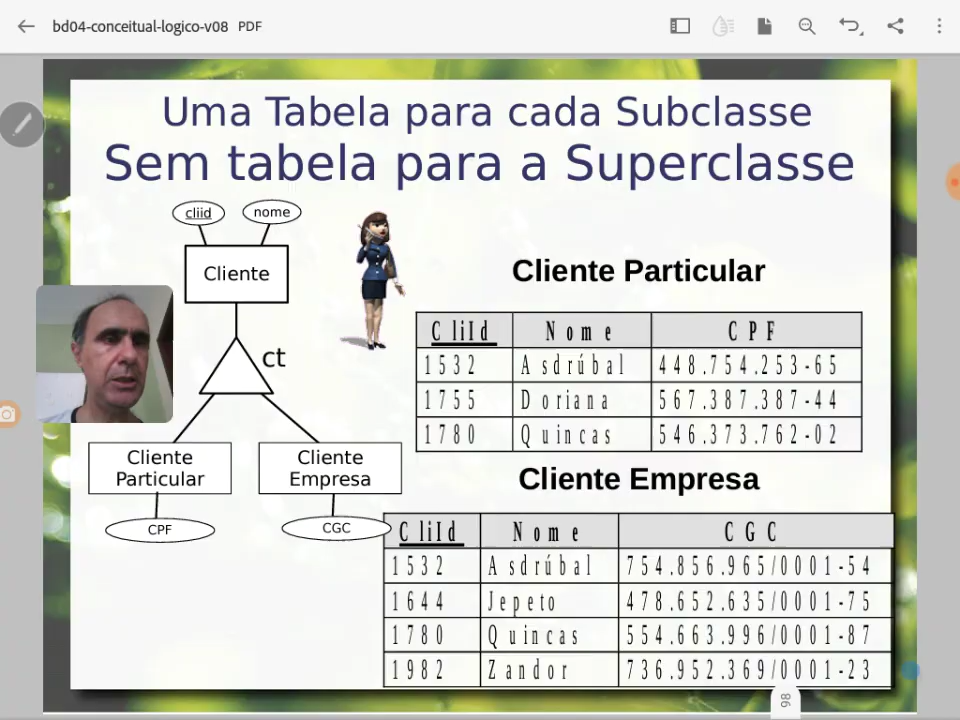 bd04-conceitual-logico-v08 PDF
Uma Tabela para cada Subclasse
Sem tabela para a Superclasse
cliid nome
Cliente
ct
Cliente Particular
Cliente Empresa
CPF CGC
Cliente Particular
CliId Nome CPF
1532 Asdrúbal 448.754.253-65
1755 Doriana 567.387.387-44
1780 Quincas 546.373.762-02
Cliente Empresa
CliId Nome CGC
1532 Asdrúbal 754.856.965/0001-54
1644 Jepeto 478.652.635/0001-75
1780 Quincas 554.663.996/0001-87
1982 Zandor 736.952.369/0001-23
86